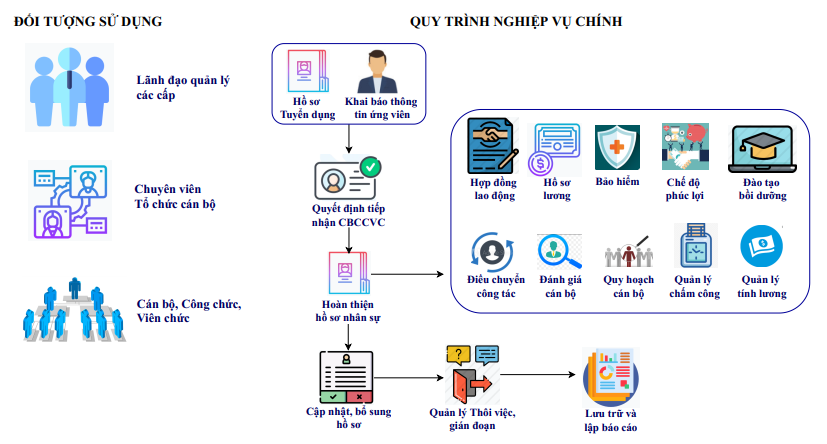 ĐỐI TƯỢNG SỬ DỤNG
QUY TRÌNH NGHIỆP VỤ CHÍNH
Lãnh đạo quản lý
các cấp
Chuyên viên
Tổ chức cán bộ
Cán bộ, Công chức,
Viên chức
Hồ sơ
Tuyển dụng
Khai báo thông
tin ứng viên
Quyết định tiếp
nhận CBCCVC
Hoàn thiện
hồ sơ nhân sự
Hợp đồng
lao động
Hồ sơ
lương
Bảo hiểm
Chế độ
phúc lợi
Đào tạo
bồi dưỡng
Điều chuyển
công tác
Đánh giá
cán bộ
Quy hoạch
cán bộ
Quản lý
chấm công
Quản lý
tính lương
Cập nhật, bổ sung
hồ sơ
Quản lý Thôi việc,
gián đoạn
Lưu trữ và
lập báo cáo